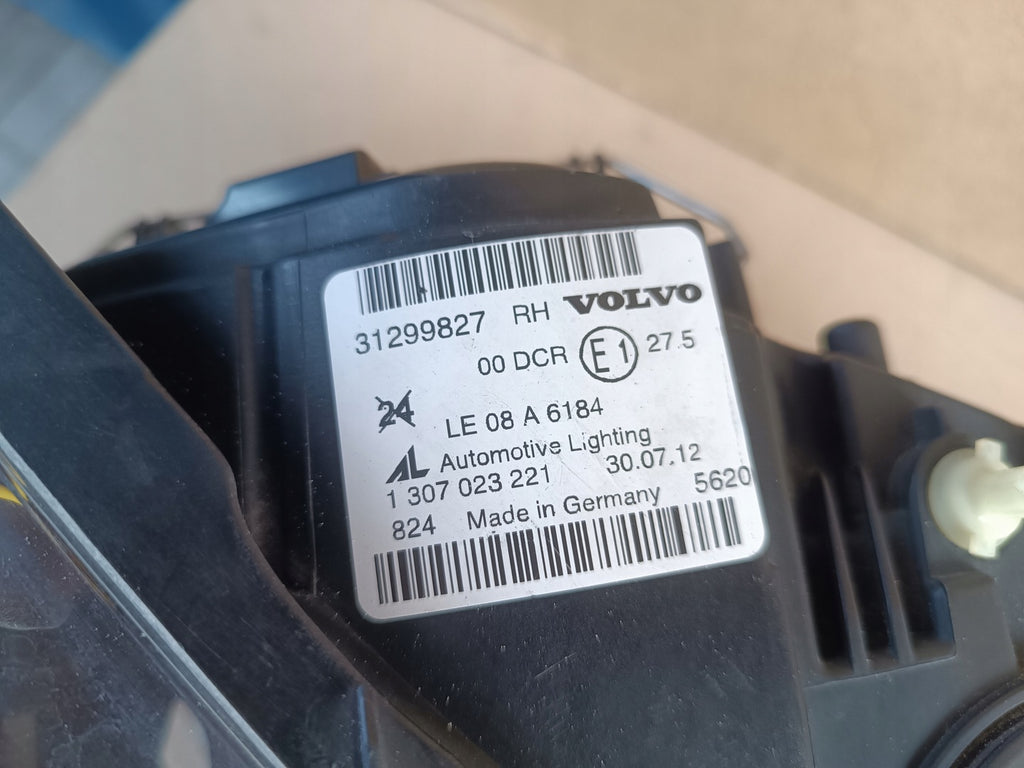 31299827 RH VOLVO
00 DCR E1 27.5
24
LE 08 A 6184
AL Automotive Lighting
1 307 023 221 30.07.12
824 Made in Germany 5620